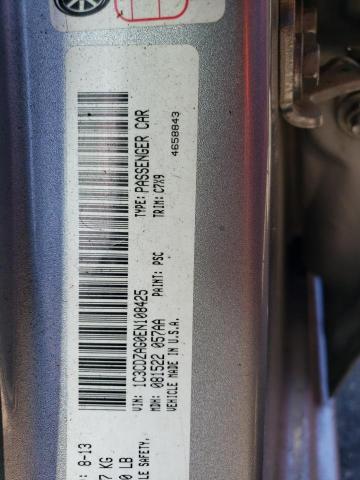 : 8-13
7 KG
0 LB
LE SAFETY,
VIN: 1C3CDZAG0EN108425
TYPE: PASSENGER CAR
MDH: 081522 057AA
PAINT: PSC
TRIM: C7X9
VEHICLE MADE IN U.S.A.
4658843